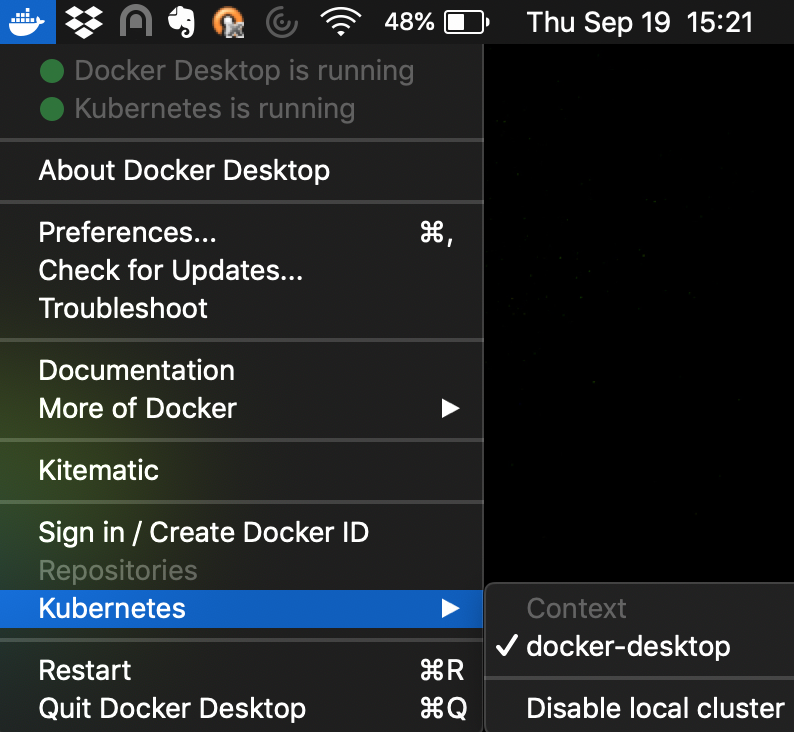 48% Thu Sep 19 15:21
Docker Desktop is running
Kubernetes is running
About Docker Desktop
Preferences... ⌘,
Check for Updates...
Troubleshoot
Documentation
More of Docker ▶
Kitematic
Sign in / Create Docker ID
Repositories
Kubernetes ▶
Context
✓ docker-desktop
Disable local cluster
Restart ⌘R
Quit Docker Desktop ⌘Q